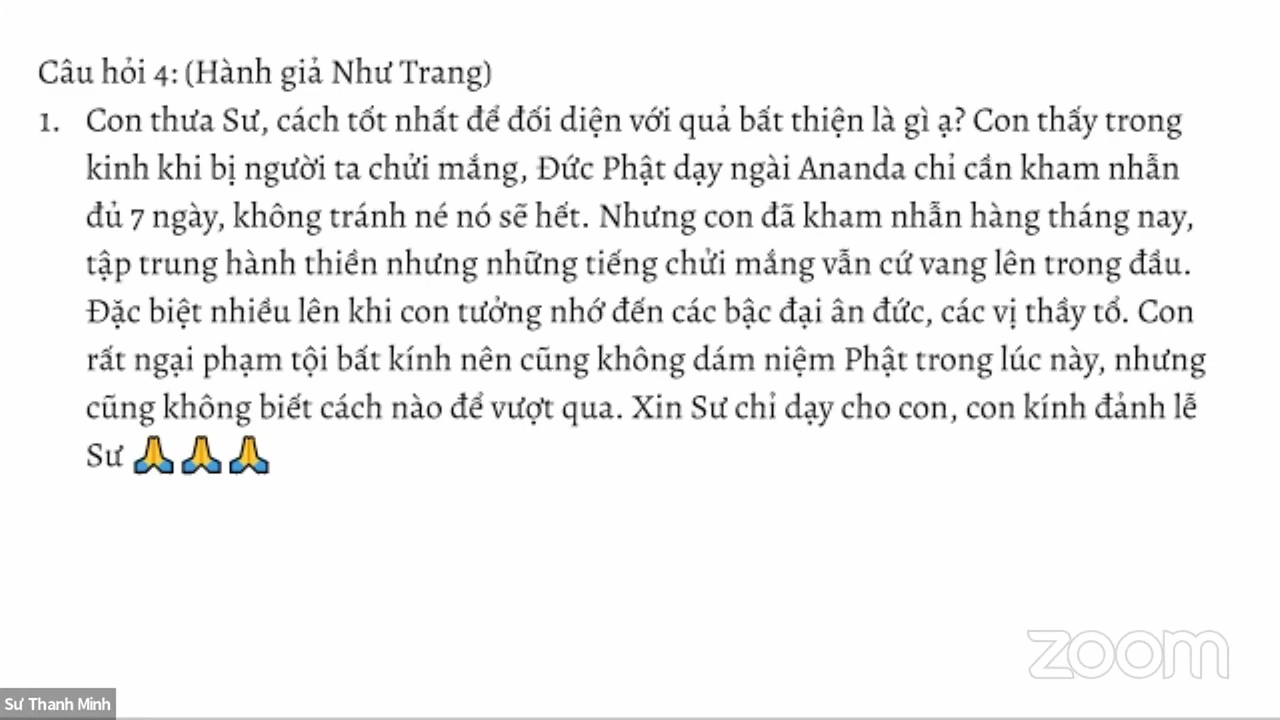 Câu hỏi 4: (Hành giả Như Trang)
1. Con thưa Sư, cách tốt nhất để đối diện với quả bất thiện là gì ạ? Con thấy trong
kinh khi bị người ta chửi mắng, Đức Phật dạy ngài Ananda chỉ cần kham nhẫn
đủ 7 ngày, không tránh né nó sẽ hết. Nhưng con đã kham nhẫn hàng tháng nay,
tập trung hành thiền nhưng những tiếng chửi mắng vẫn cứ vang lên trong đầu.
Đặc biệt nhiều lên khi con tưởng nhớ đến các bậc đại ân đức, các vị thầy tổ. Con
rất ngại phạm tội bất kính nên cũng không dám niệm Phật trong lúc này, nhưng
cũng không biết cách nào để vượt qua. Xin Sư chỉ dạy cho con, con kính đảnh lễ
Sư 🙏🙏🙏
zoom
Sư Thanh Minh